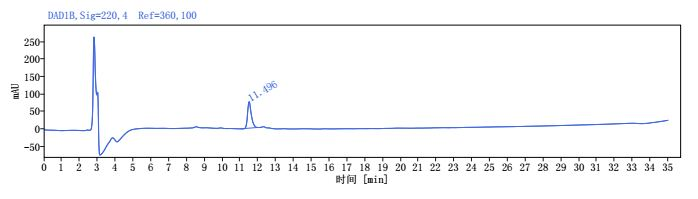 DAD1B,Sig=220,4 Ref=360,100
mAU
250
200
150
100
50
0
-50
11.496
0 1 2 3 4 5 6 7 8 9 10 11 12 13 14 15 16 17 18 19 20 21 22 23 24 25 26 27 28 29 30 31 32 33 34 35
时间 [min]